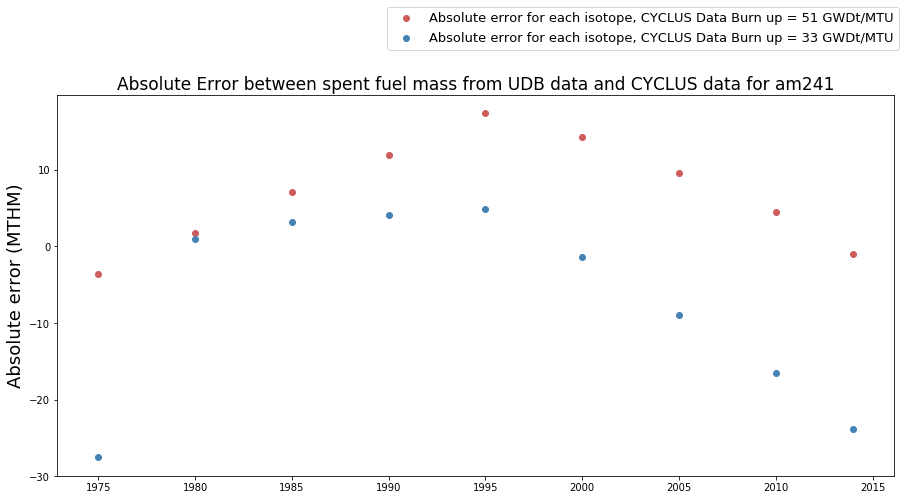 Absolute error for each isotope, CYCLUS Data Burn up = 51 GWDt/MTU
Absolute error for each isotope, CYCLUS Data Burn up = 33 GWDt/MTU
Absolute Error between spent fuel mass from UDB data and CYCLUS data for am241
Absolute error (MTHM)
10
0
−10
−20
−30
1975 1980 1985 1990 1995 2000 2005 2010 2015